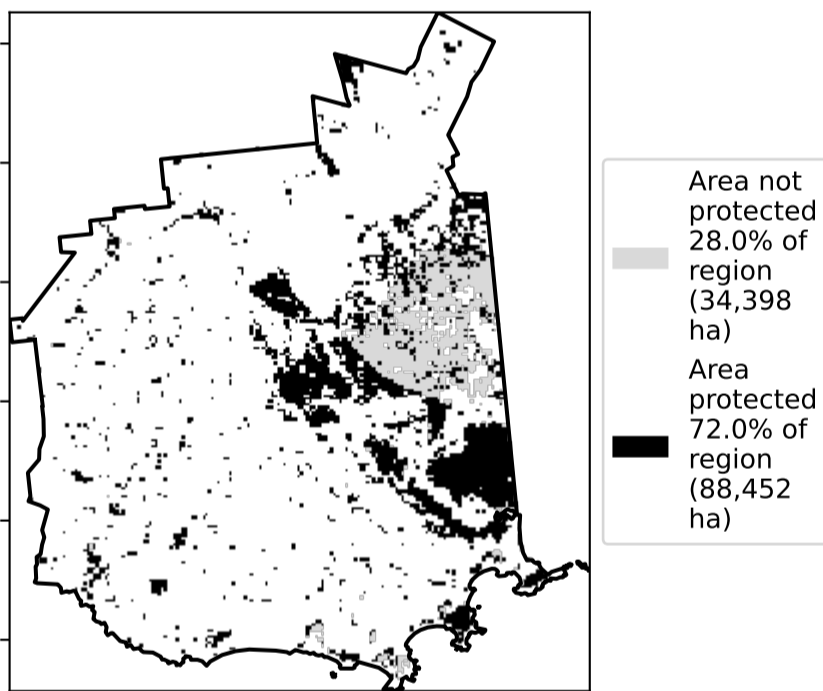 Area not
protected
28.0% of
region
(34,398
ha)
Area
protected
72.0% of
region
(88,452
ha)